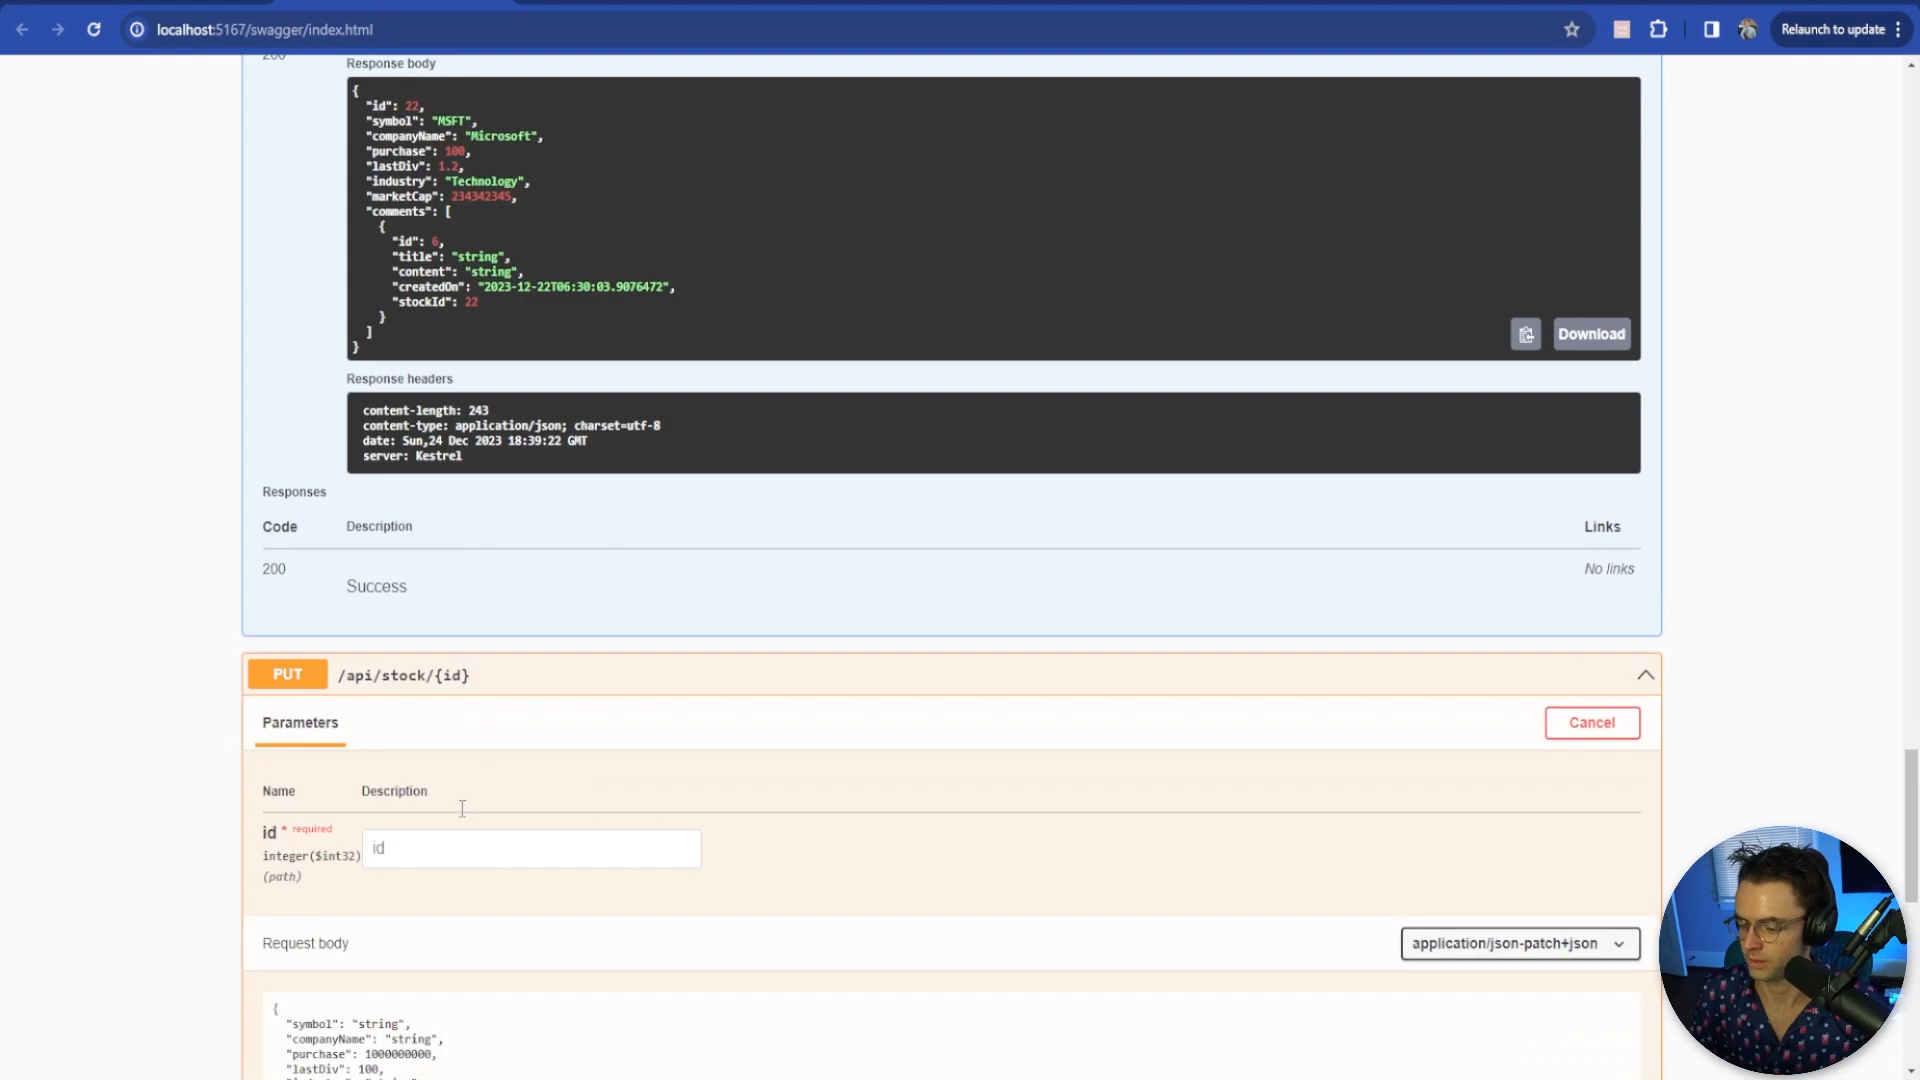 localhost:5167/swagger/index.html
Relaunch to update
200
Response body
{
"id": 22,
"symbol": "MSFT",
"companyName": "Microsoft",
"purchase": 100,
"lastDiv": 1.2,
"industry": "Technology",
"marketCap": 234342345,
"comments": [
{
"id": 6,
"title": "string",
"content": "string",
"createdOn": "2023-12-22T06:30:03.9076472",
"stockId": 22
}
]
}
Download
Response headers
content-length: 243
content-type: application/json; charset=utf-8
date: Sun,24 Dec 2023 18:39:22 GMT
server: Kestrel
Responses
Code Description Links
200 Success No links
PUT /api/stock/{id}
Parameters Cancel
Name Description
id * required
integer($int32) id
(path)
Request body application/json-patch+json
{
"symbol": "string",
"companyName": "string",
"purchase": 1000000000,
"lastDiv": 100,